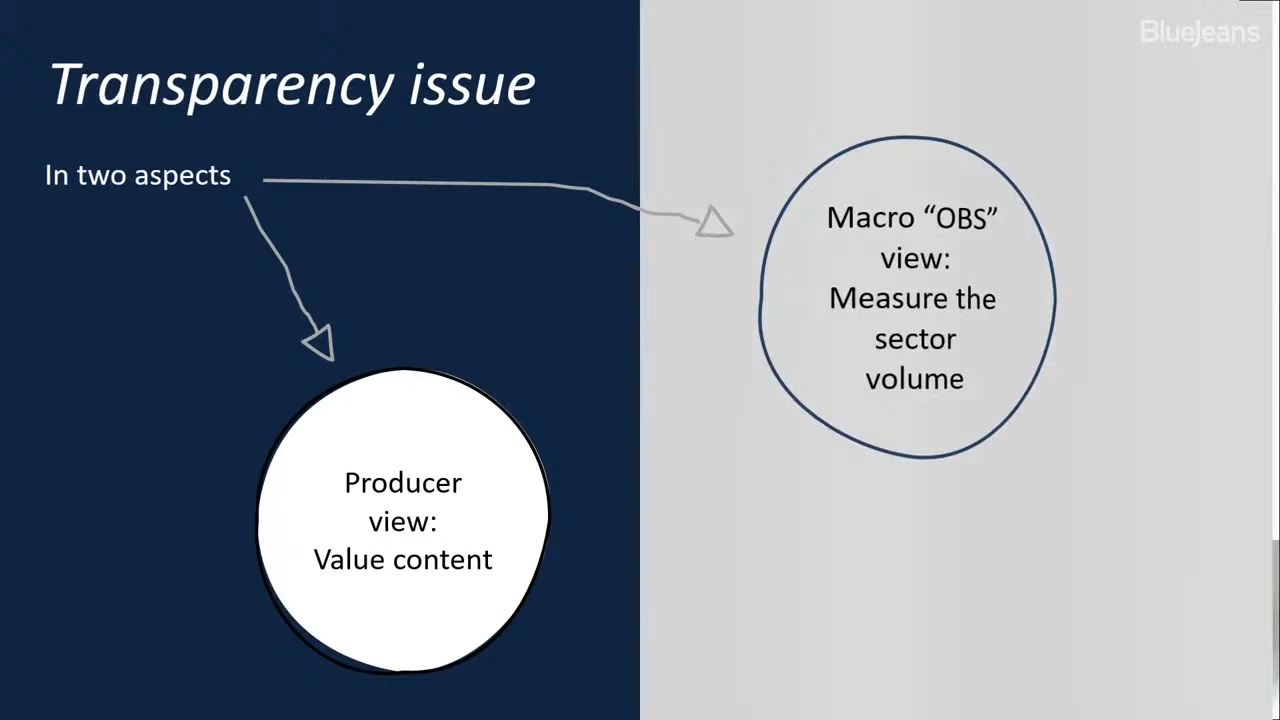 BlueJeans
Transparency issue
In two aspects
Macro “OBS”
view:
Measure the
sector
volume
Producer
view:
Value content